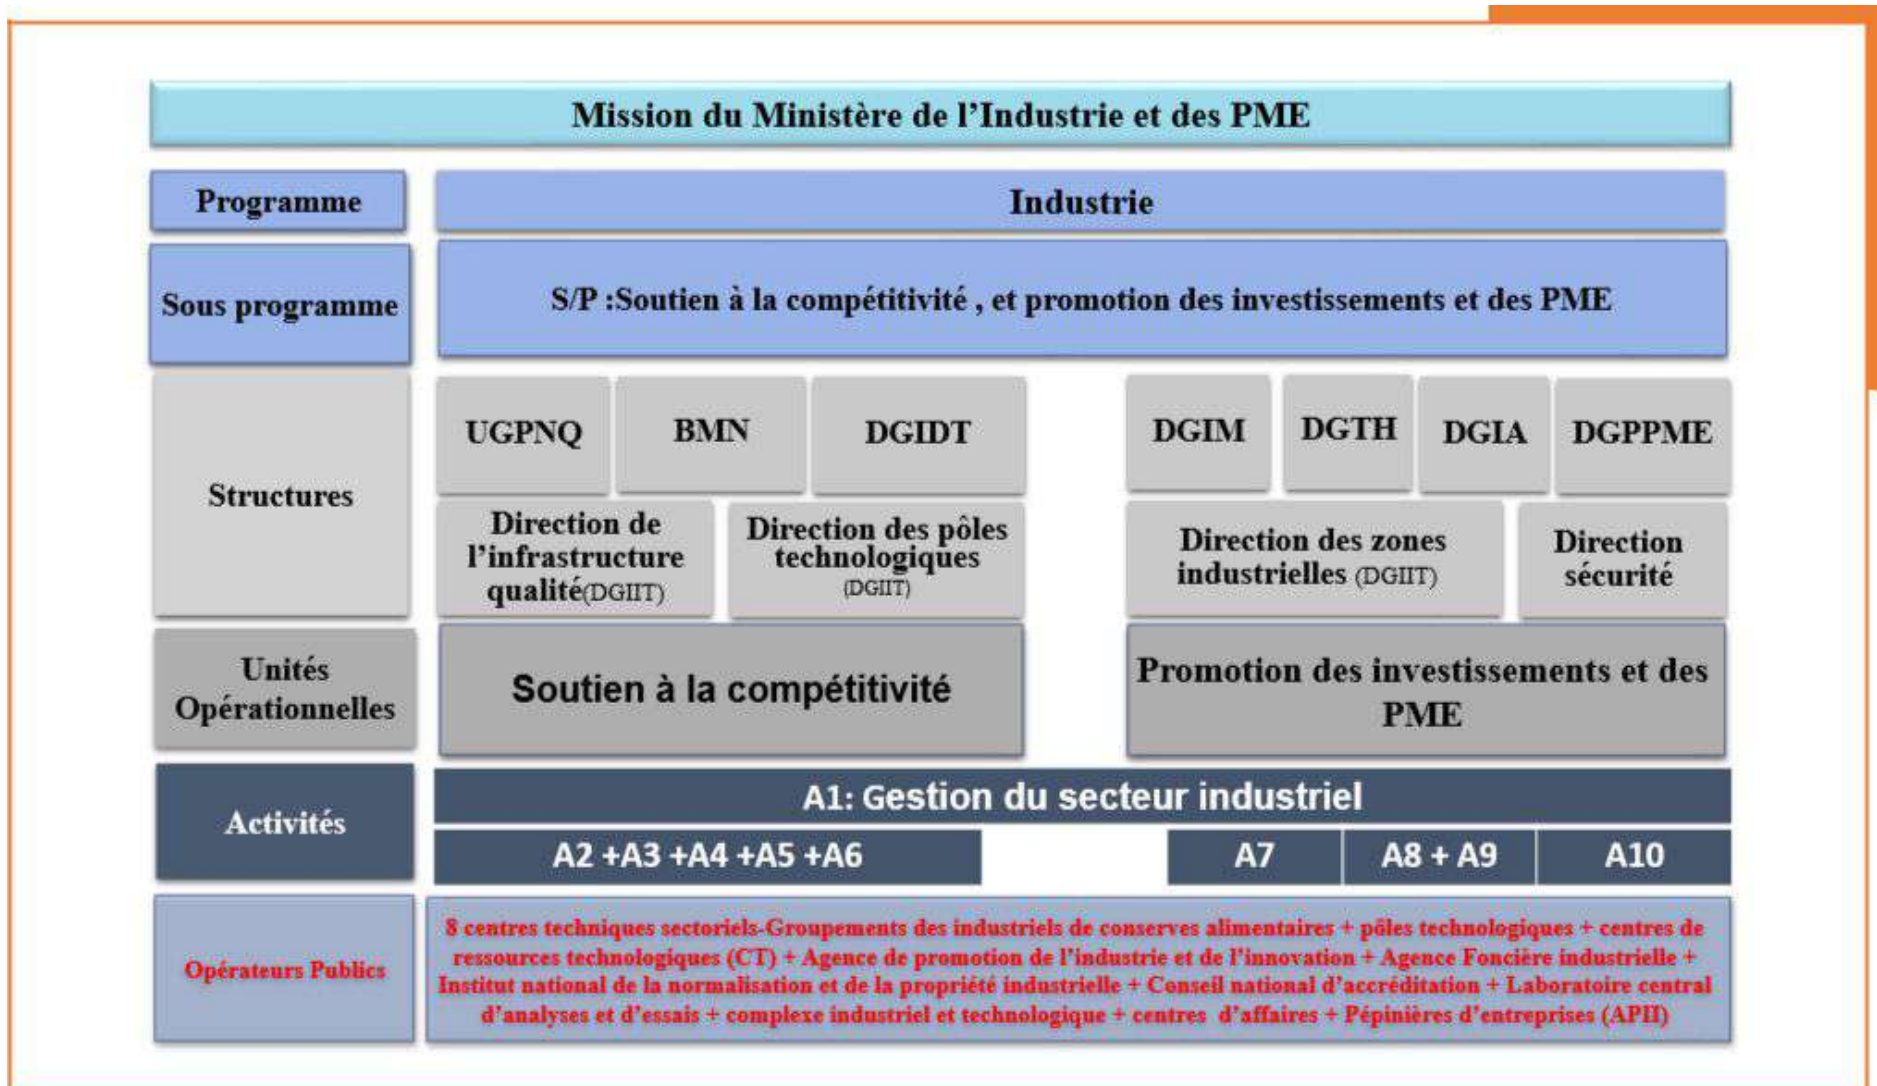 Mission du Ministère de l'Industrie et des PME
Programme
Industrie
Sous programme
S/P :Soutien à la compétitivité , et promotion des investissements et des PME
Structures
UGPNQ
BMN
DGIDT
DGIM
DGTH
DGIA
DGPPME
Direction de
l'infrastructure
qualité(DGIIT)
Direction des pôles
technologiques
(DGIIT)
Direction des zones
industrielles (DGIIT)
Direction
sécurité
Unités
Opérationnelles
Soutien à la compétitivité
Promotion des investissements et des
PME
Activités
A1: Gestion du secteur industriel
A2 +A3 +A4 +A5 +A6
A7
A8 + A9
A10
Opérateurs Publics
8 centres techniques sectoriels-Groupements des industriels de conserves alimentaires + pôles technologiques + centres de
ressources technologiques (CT) + Agence de promotion de l'industrie et de l'innovation + Agence Foncière industrielle +
Institut national de la normalisation et de la propriété industrielle + Conseil national d'accréditation + Laboratoire central
d'analyses et d'essais + complexe industriel et technologique + centres d'affaires + Pépinières d'entreprises (APII)